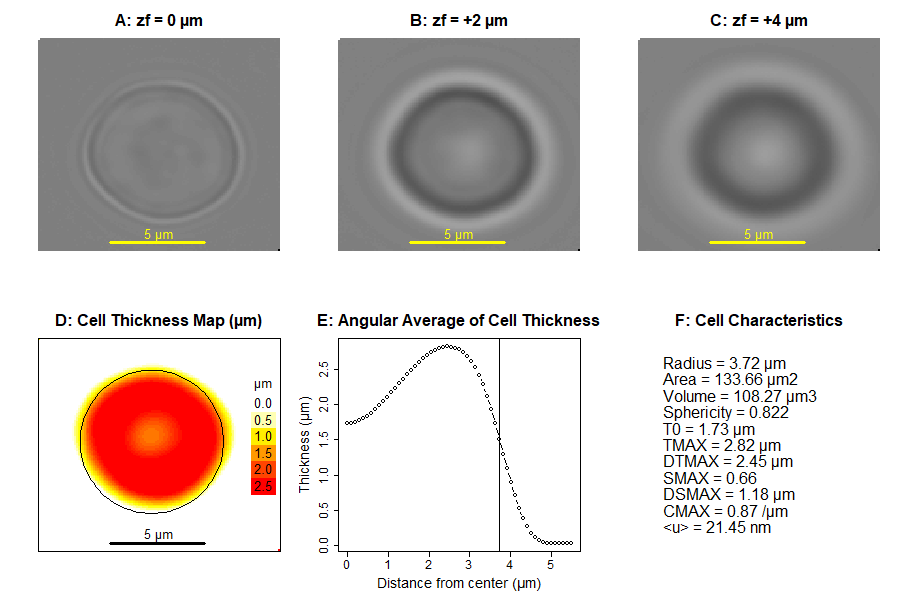 A: zf = 0 µm
B: zf = +2 µm
C: zf = +4 µm
5 µm
5 µm
5 µm
D: Cell Thickness Map (µm)
µm
0.0
0.5
1.0
1.5
2.0
2.5
5 µm
E: Angular Average of Cell Thickness
Thickness (µm)
2.5
2.0
1.5
1.0
0.5
0.0
0 1 2 3 4 5
Distance from center (µm)
F: Cell Characteristics
Radius = 3.72 µm
Area = 133.66 µm2
Volume = 108.27 µm3
Sphericity = 0.822
T0 = 1.73 µm
TMAX = 2.82 µm
DTMAX = 2.45 µm
SMAX = 0.66
DSMAX = 1.18 µm
CMAX = 0.87 /µm
<u> = 21.45 nm